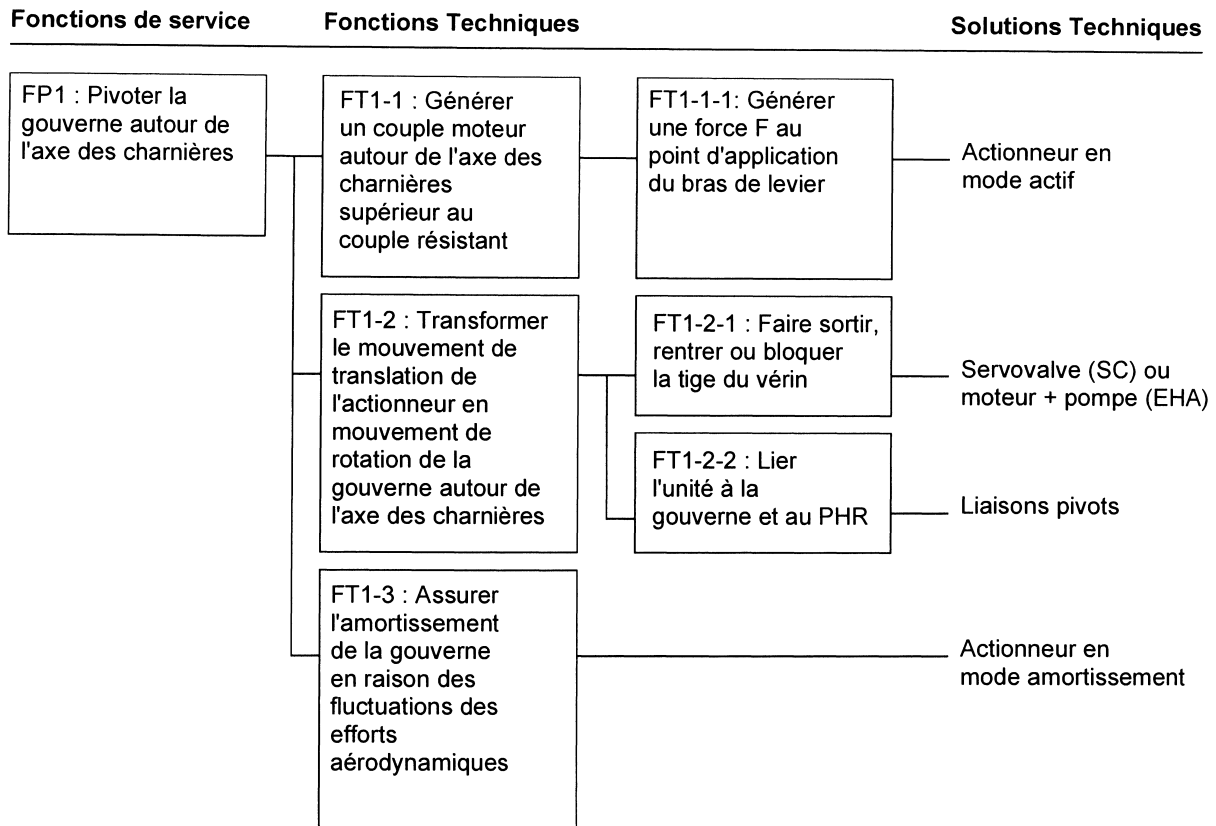 Fonctions de service
Fonctions Techniques
Solutions Techniques
FP1 : Pivoter la
gouverne autour de
l'axe des charnières
FT1-1 : Générer
un couple moteur
autour de l'axe des
charnières
supérieur au
couple résistant
FT1-1-1: Générer
une force F au
point d'application
du bras de levier
Actionneur en
mode actif
FT1-2 : Transformer
le mouvement de
translation de
l'actionneur en
mouvement de
rotation de la
gouverne autour de
l'axe des charnières
FT1-2-1 : Faire sortir,
rentrer ou bloquer
la tige du vérin
Servovalve (SC) ou
moteur + pompe (EHA)
FT1-2-2 : Lier
l'unité à la
gouverne et au PHR
Liaisons pivots
FT1-3 : Assurer
l'amortissement
de la gouverne
en raison des
fluctuations des
efforts
aérodynamiques
Actionneur en
mode amortissement